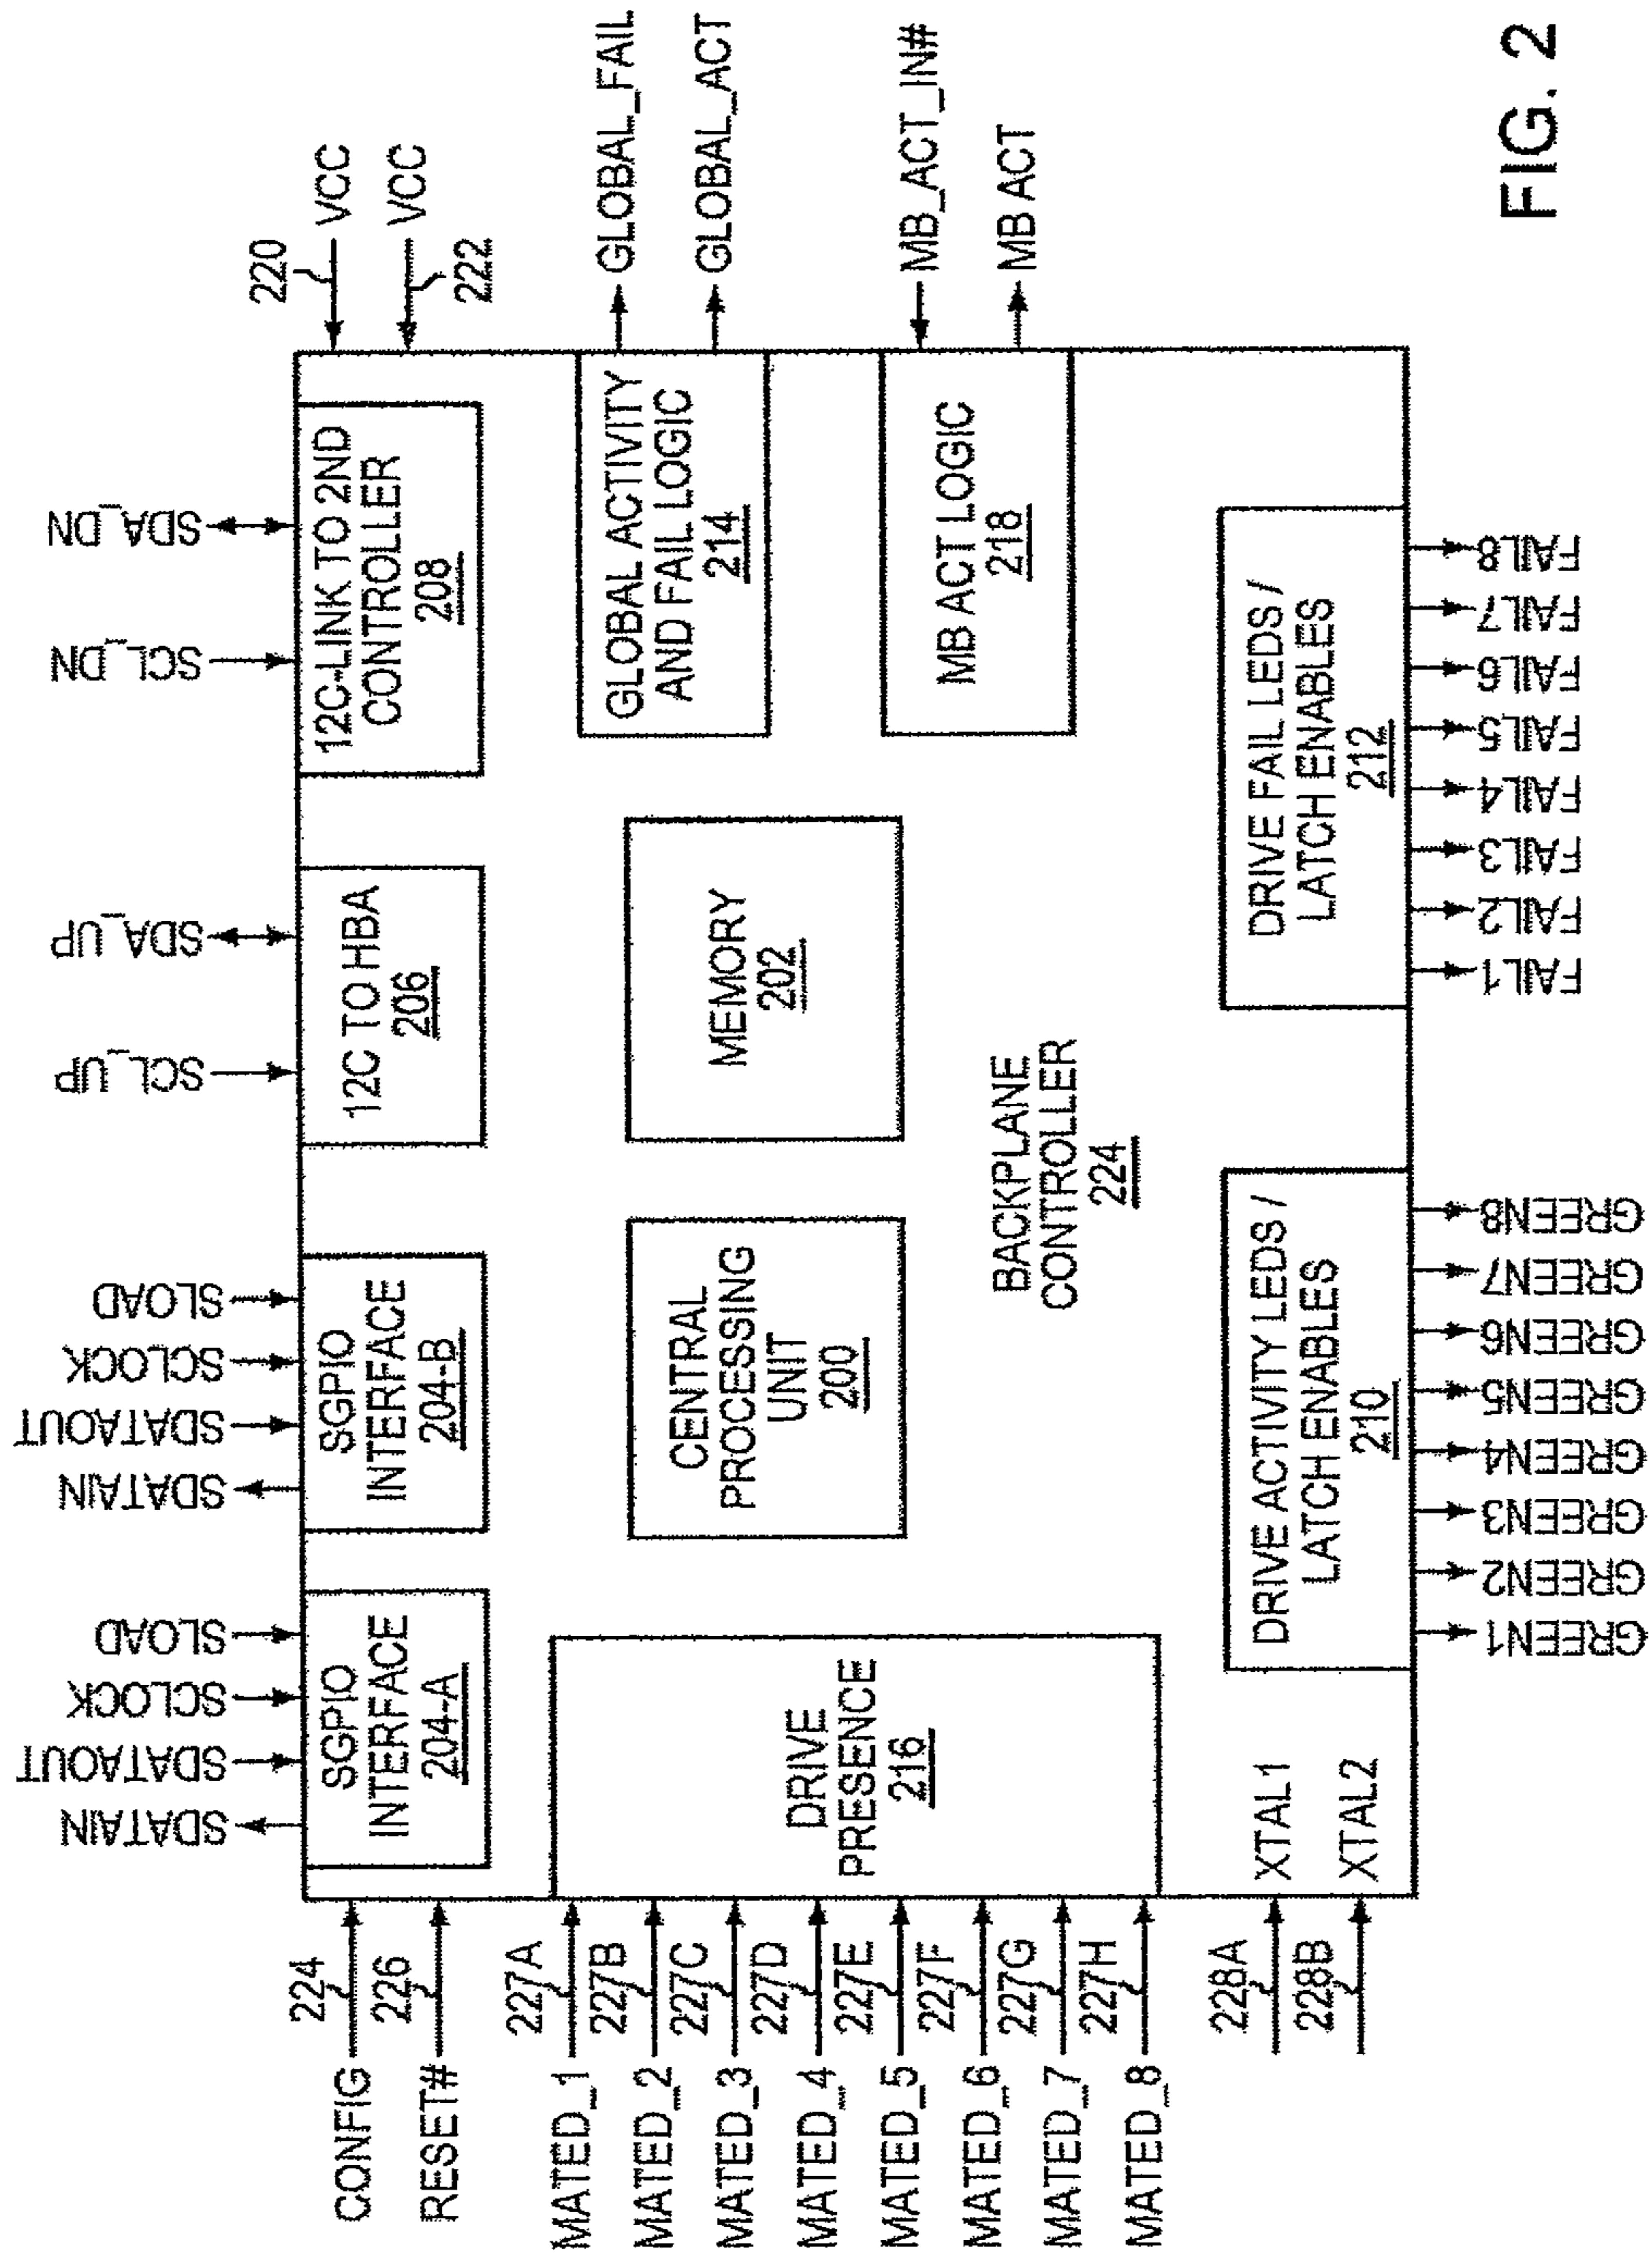 SDATAIN
SDATAOUT
SCLOCK
SLOAD
SDATAIN
SDATAOUT
SCLOCK
SLOAD
SCL_UP
SDA_UP
SCL_DN
SDA_DN
CONFIG
224
RESET#
226
SGPIO
INTERFACE
204-A
SGPIO
INTERFACE
204-B
12C TO HBA
206
12C-LINK TO 2ND
CONTROLLER
208
220
VCC
VCC
222
MATED_1
227A
MATED_2
227B
MATED_3
227C
MATED_4
227D
MATED_5
227E
MATED_6
227F
MATED_7
227G
MATED_8
227H
DRIVE
PRESENCE
216
CENTRAL
PROCESSING
UNIT
200
MEMORY
202
GLOBAL ACTIVITY
AND FAIL LOGIC
214
GLOBAL_FAIL
GLOBAL_ACT
MB ACT LOGIC
218
MB_ACT_IN#
MB ACT
BACKPLANE
CONTROLLER
224
228A
XTAL1
228B
XTAL2
DRIVE ACTIVITY LEDS /
LATCH ENABLES
210
DRIVE FAIL LEDS /
LATCH ENABLES
212
GREEN1
GREEN2
GREEN3
GREEN4
GREEN5
GREEN6
GREEN7
GREEN8
FAIL1
FAIL2
FAIL3
FAIL4
FAIL5
FAIL6
FAIL7
FAIL8
FIG. 2